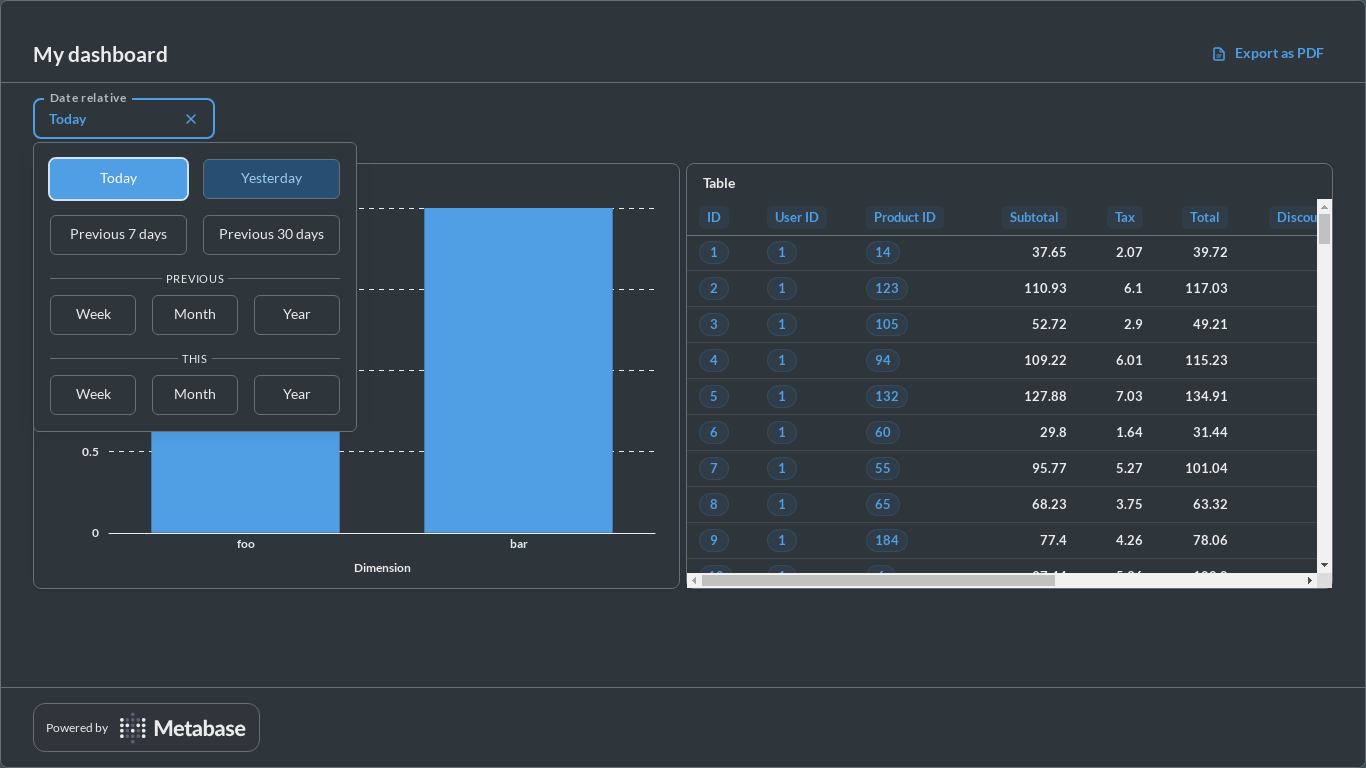 My dashboard
Export as PDF
Date relative
Today
Today Yesterday
Previous 7 days Previous 30 days
PREVIOUS
Week Month Year
THIS
Week Month Year
0.5
0
foo bar
Dimension
Table
ID User ID Product ID Subtotal Tax Total Discou
1 1 14 37.65 2.07 39.72
2 1 123 110.93 6.1 117.03
3 1 105 52.72 2.9 49.21
4 1 94 109.22 6.01 115.23
5 1 132 127.88 7.03 134.91
6 1 60 29.8 1.64 31.44
7 1 55 95.77 5.27 101.04
8 1 65 68.23 3.75 63.32
9 1 184 77.4 4.26 78.06
Powered by Metabase